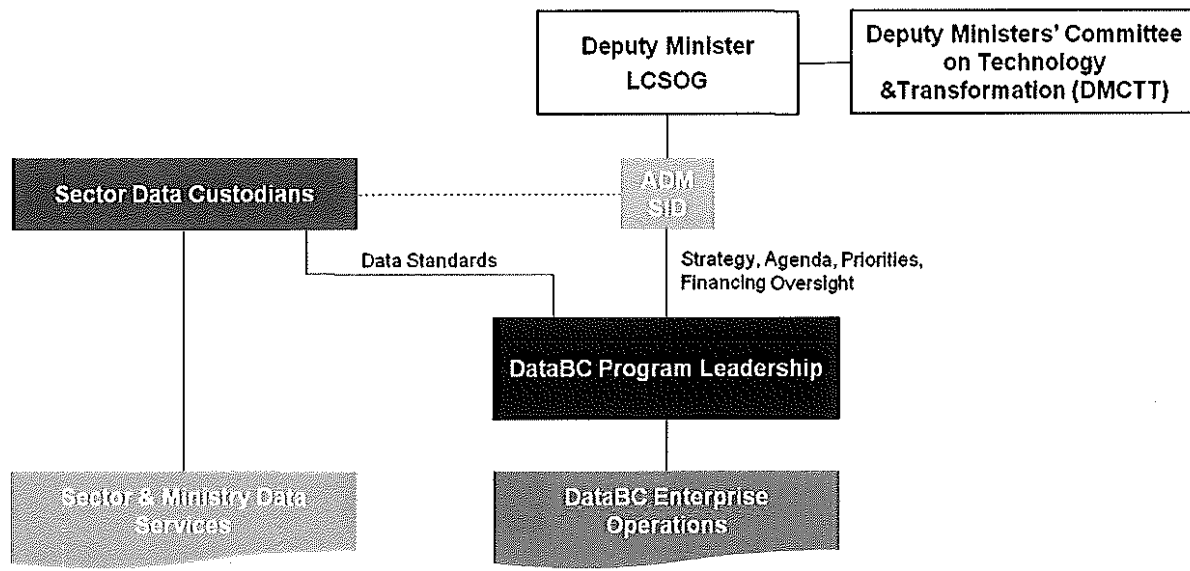 Deputy Minister
LCSOG
Deputy Ministers' Committee
on Technology
&Transformation (DMCTT)
Sector Data Custodians
ADM
SID
Data Standards
Strategy, Agenda, Priorities,
Financing Oversight
DataBC Program Leadership
Sector & Ministry Data
Services
DataBC Enterprise
Operations